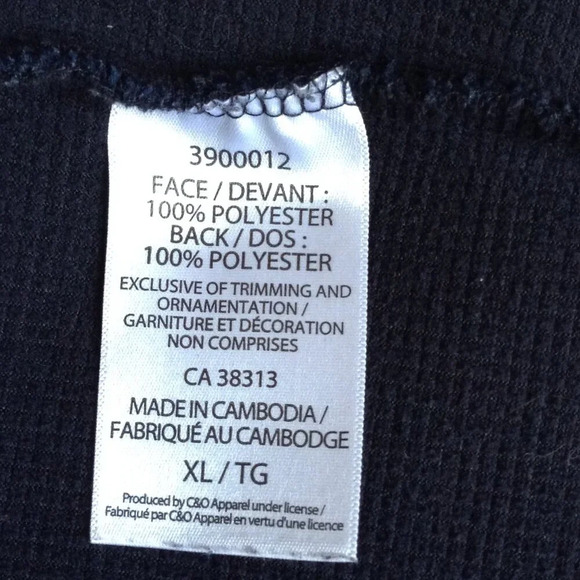 3900012
FACE / DEVANT :
100% POLYESTER
BACK / DOS :
100% POLYESTER
EXCLUSIVE OF TRIMMING AND
ORNAMENTATION /
GARNITURE ET DÉCORATION
NON COMPRISES
CA 38313
MADE IN CAMBODIA /
FABRIQUÉ AU CAMBODGE
XL / TG
Produced by C&O Apparel under license /
Fabriqué par C&O Apparel en vertu d'une licence